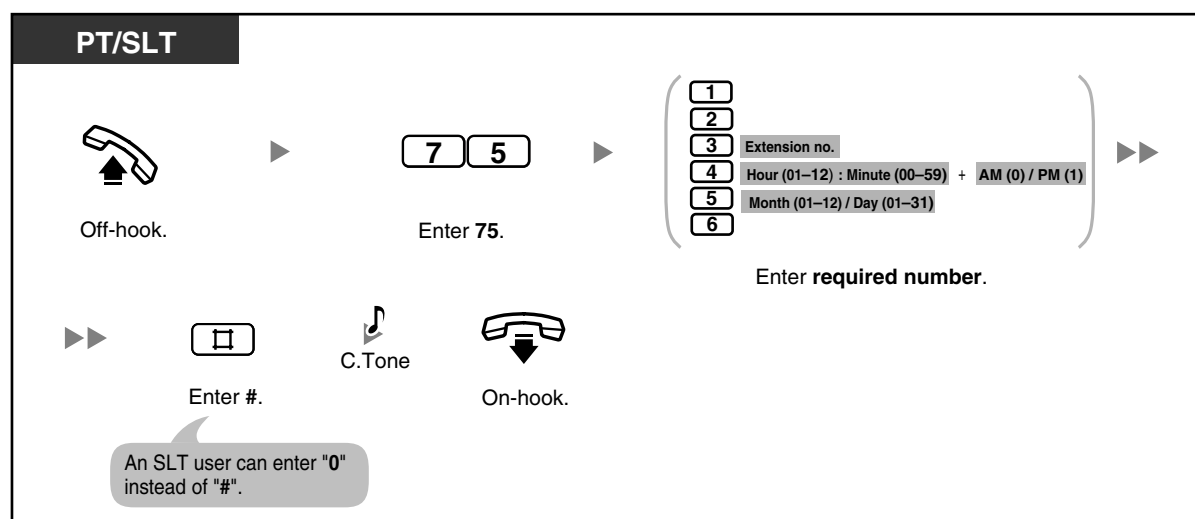 PT/SLT
Off-hook.
7 5
Enter 75.
1
2
3 Extension no.
4 Hour (01–12) : Minute (00–59) + AM (0) / PM (1)
5 Month (01–12) / Day (01–31)
6
Enter required number.
#
Enter #.
C.Tone
On-hook.
An SLT user can enter "0"
instead of "#".